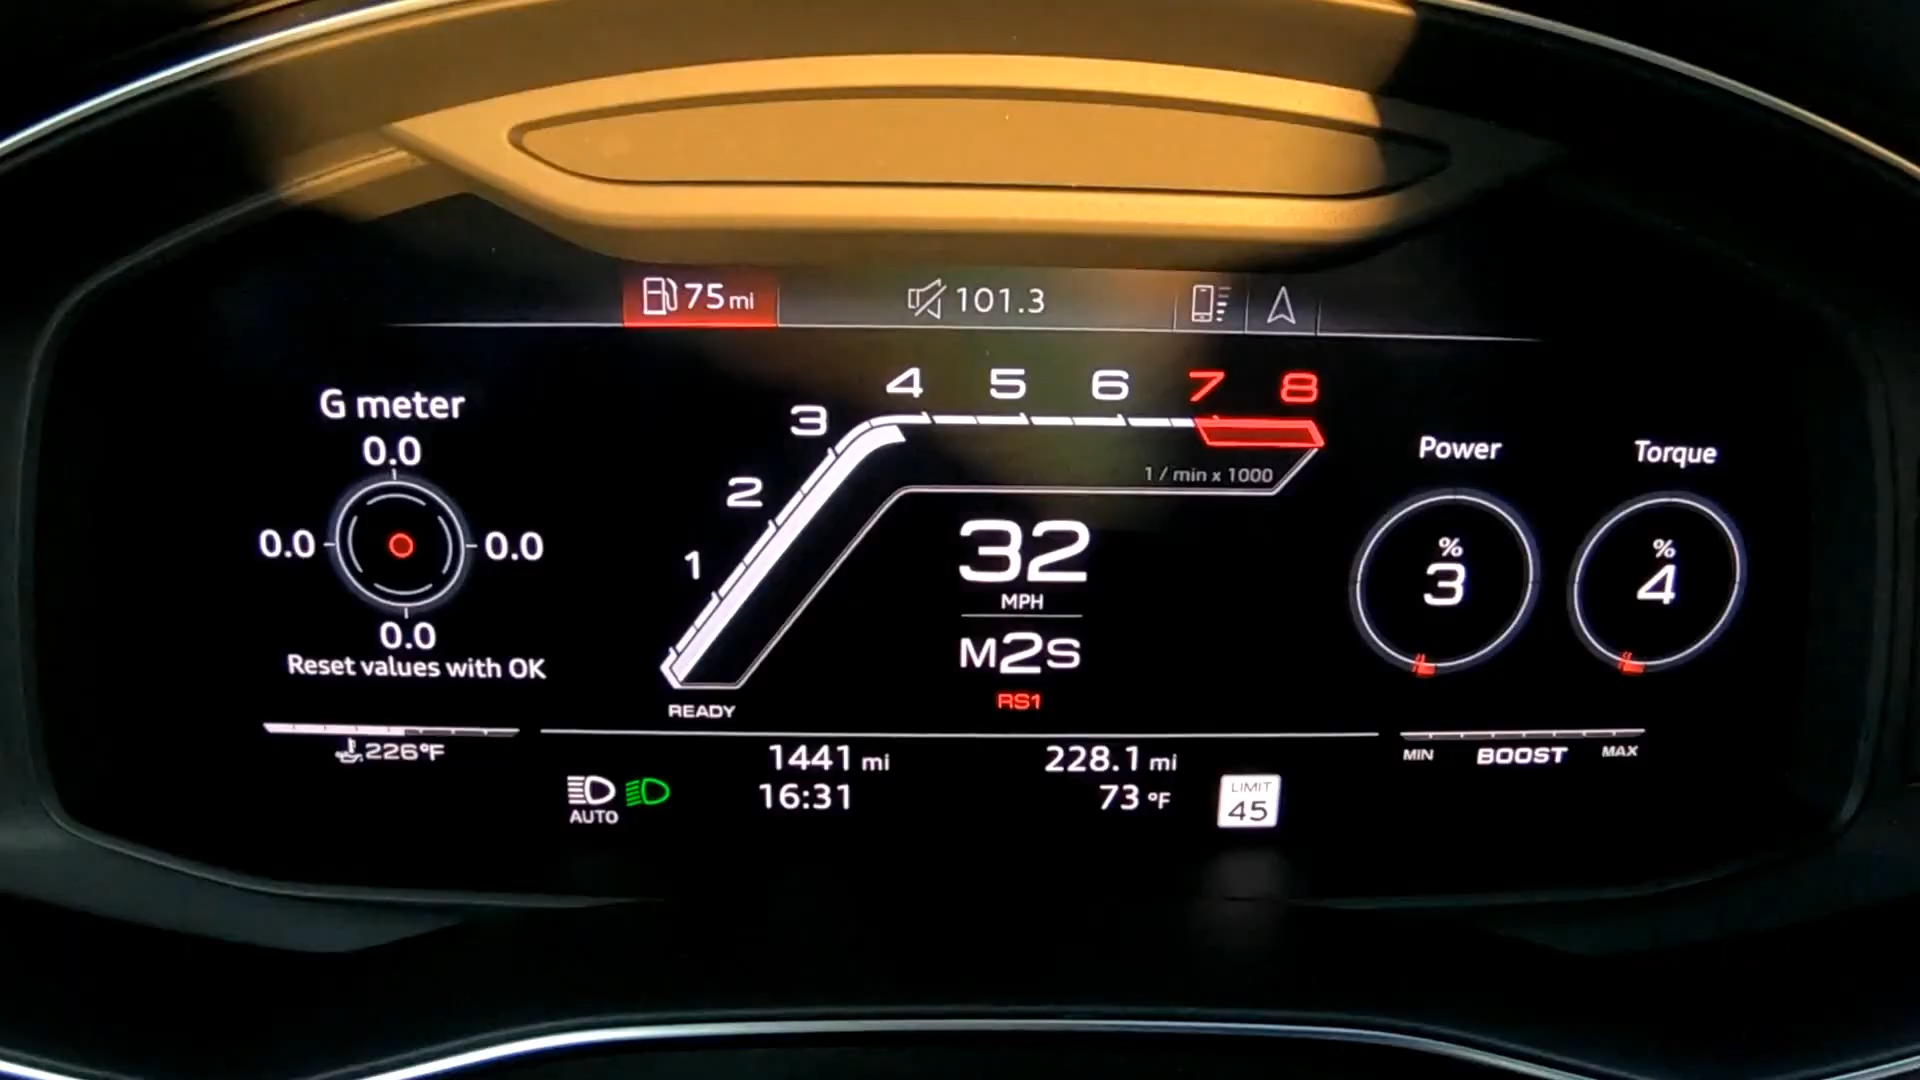 75 mi
101.3
G meter
0.0
0.0 0.0
0.0
Reset values with OK
226°F
1 2 3 4 5 6 7 8
1 / min x 1000
32
MPH
M2S
RS1
READY
Power
%
3
Torque
%
4
MIN BOOST MAX
1441 mi 228.1 mi
16:31 73 °F
AUTO
LIMIT
45